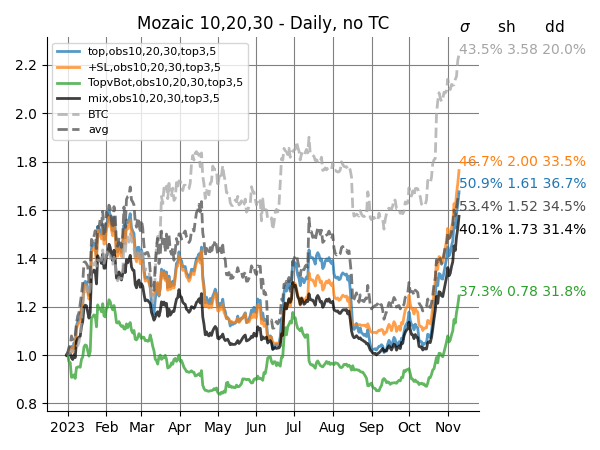 Mozaic 10,20,30 - Daily, no TC
σ sh dd
top,obs10,20,30,top3,5
+SL,obs10,20,30,top3,5
TopvBot,obs10,20,30,top3,5
mix,obs10,20,30,top3,5
BTC
avg
43.5% 3.58 20.0%
46.7% 2.00 33.5%
50.9% 1.61 36.7%
53.4% 1.52 34.5%
40.1% 1.73 31.4%
37.3% 0.78 31.8%
2.2
2.0
1.8
1.6
1.4
1.2
1.0
0.8
2023 Feb Mar Apr May Jun Jul Aug Sep Oct Nov